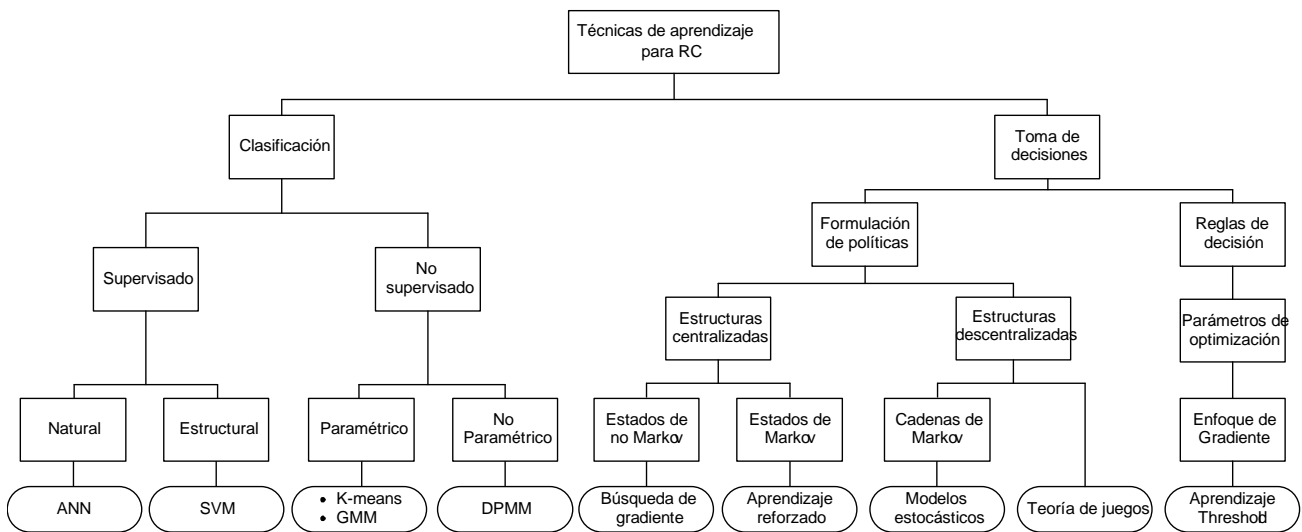 Técnicas de aprendizaje
para RC
Clasificación
Toma de
decisiones
Formulación
de políticas
Reglas de
decisión
Supervisado
No
supervisado
Estructuras
centralizadas
Estructuras
descentralizadas
Parámetros de
optimización
Natural
Estructural
Paramétrico
No
Paramétrico
Estados de
no Markov
Estados de
Markov
Cadenas de
Markov
Enfoque de
Gradiente
ANN
SVM
• K-means
• GMM
DPMM
Búsqueda de
gradiente
Aprendizaje
reforzado
Modelos
estocásticos
Teoría de juegos
Aprendizaje
Threshold